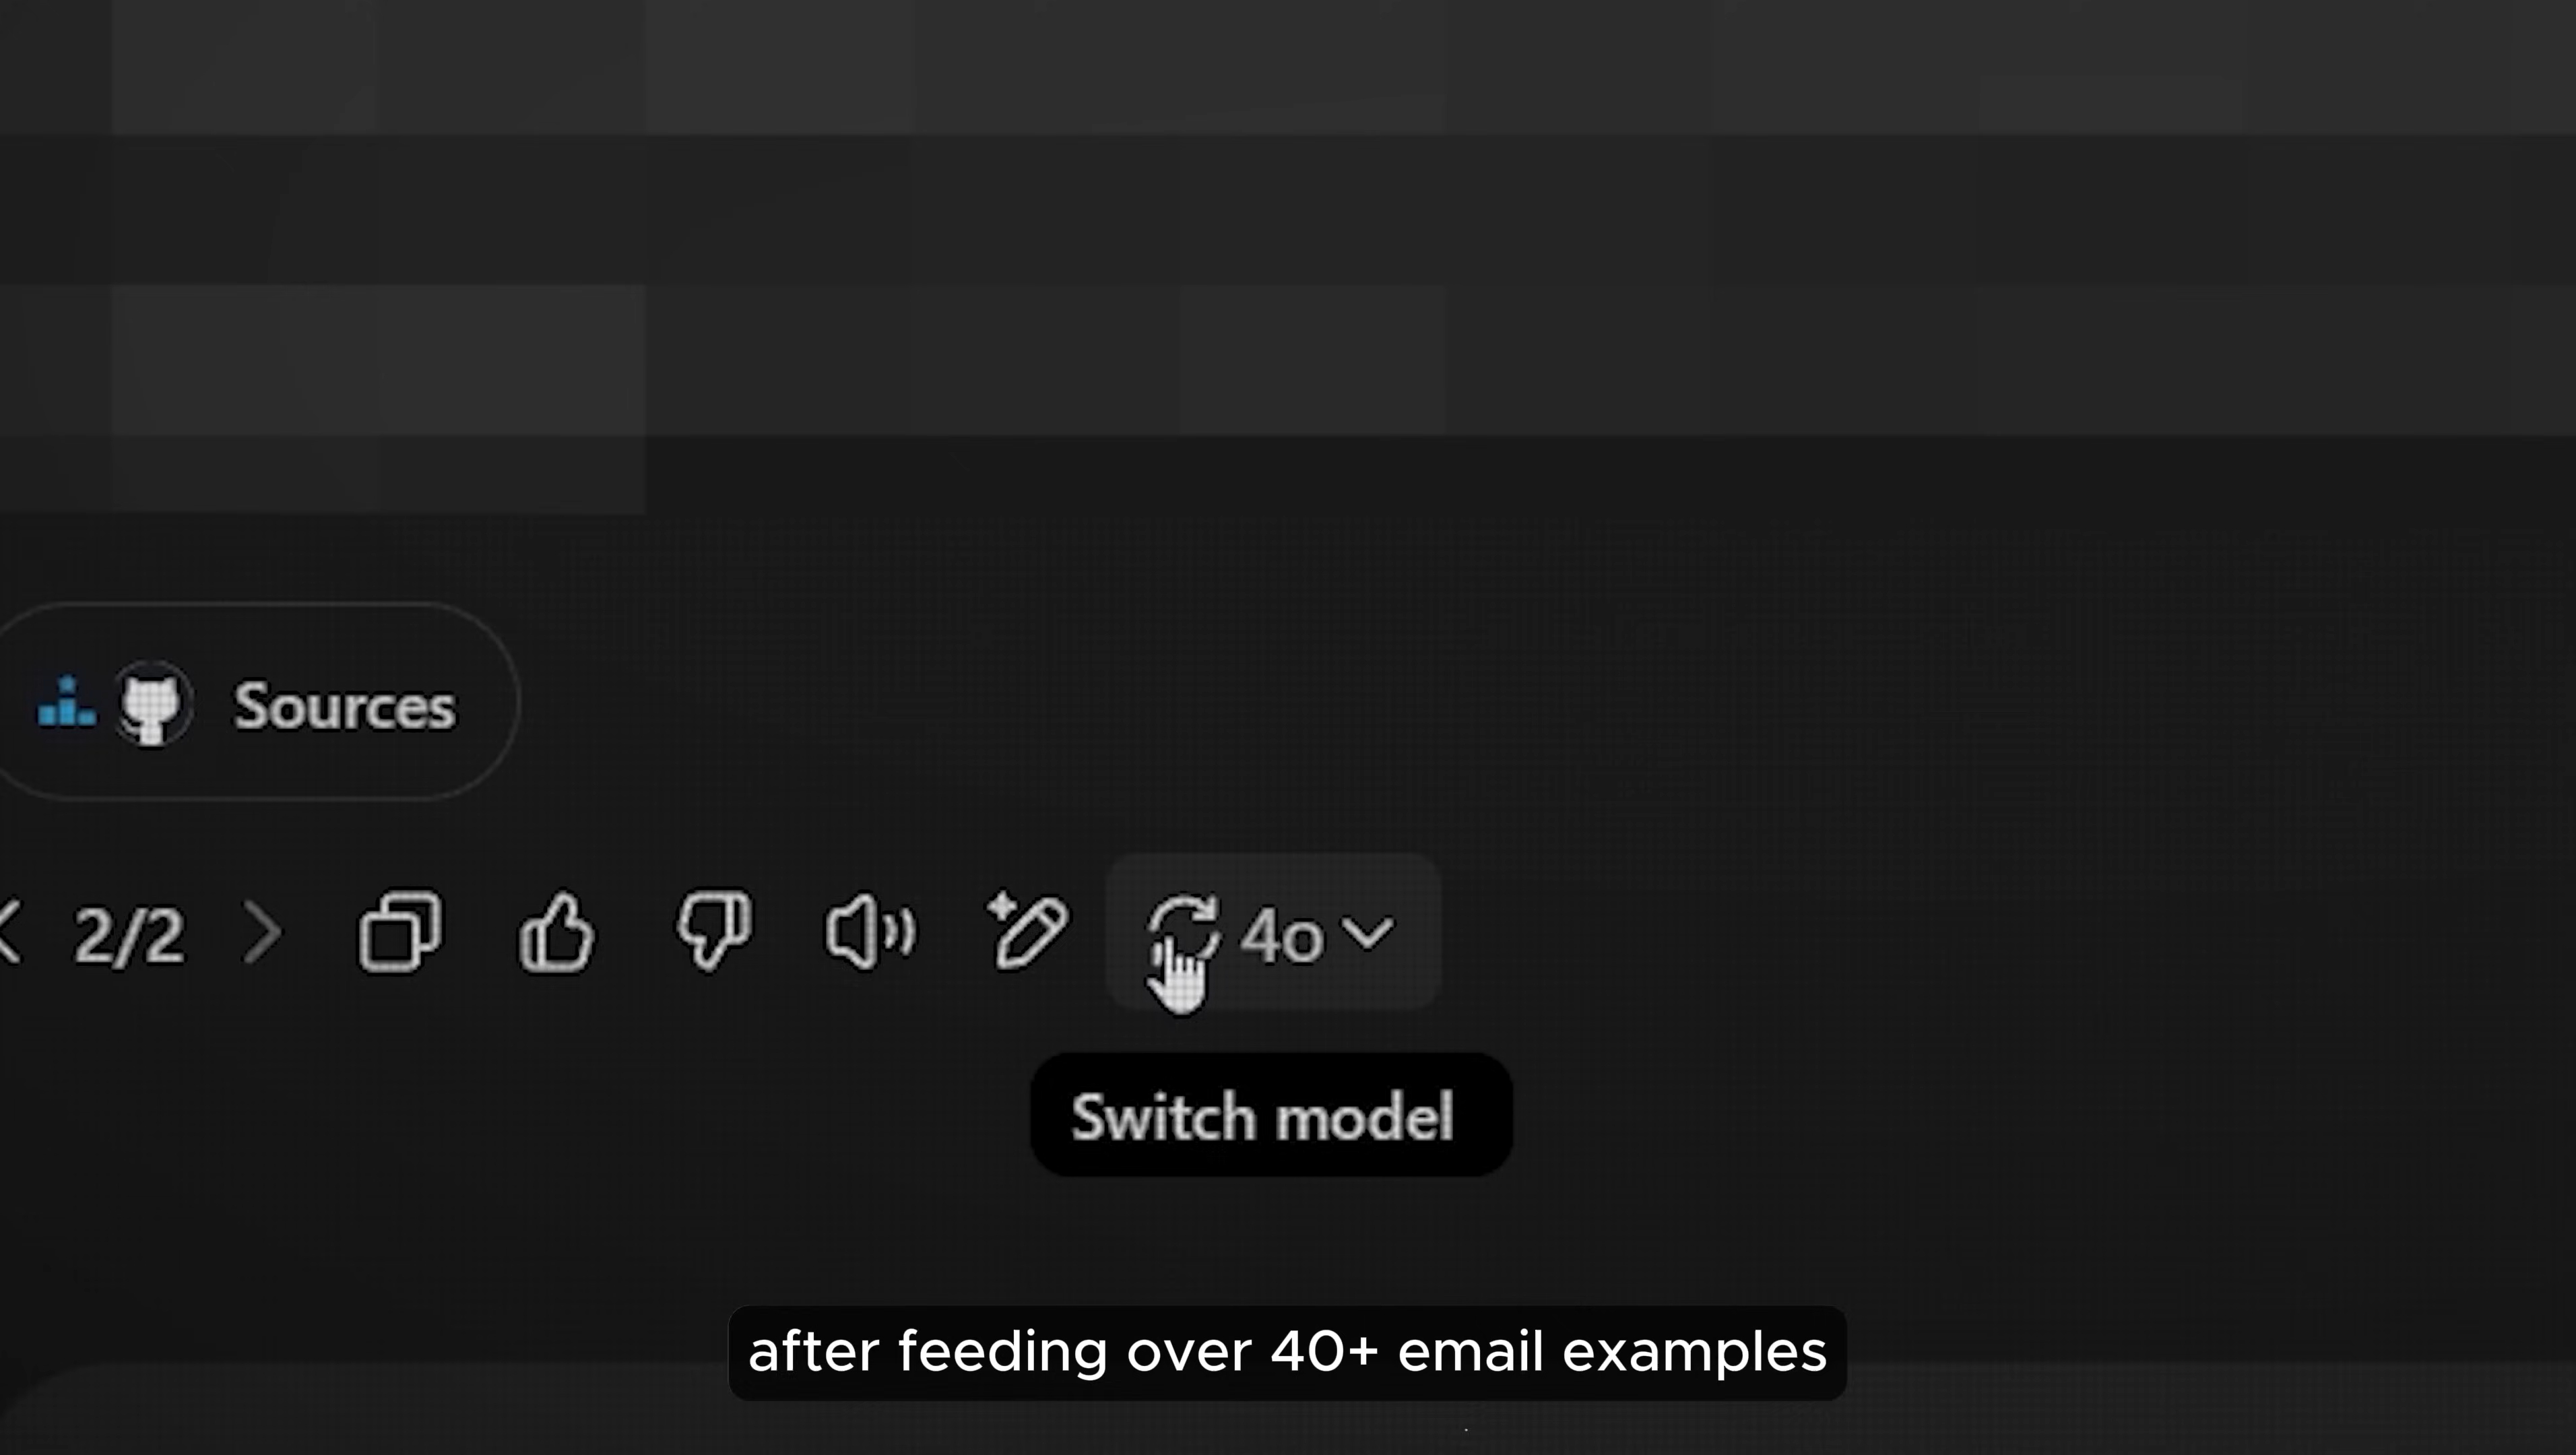 Sources
2/2
4o
Switch model
after feeding over 40+ email examples